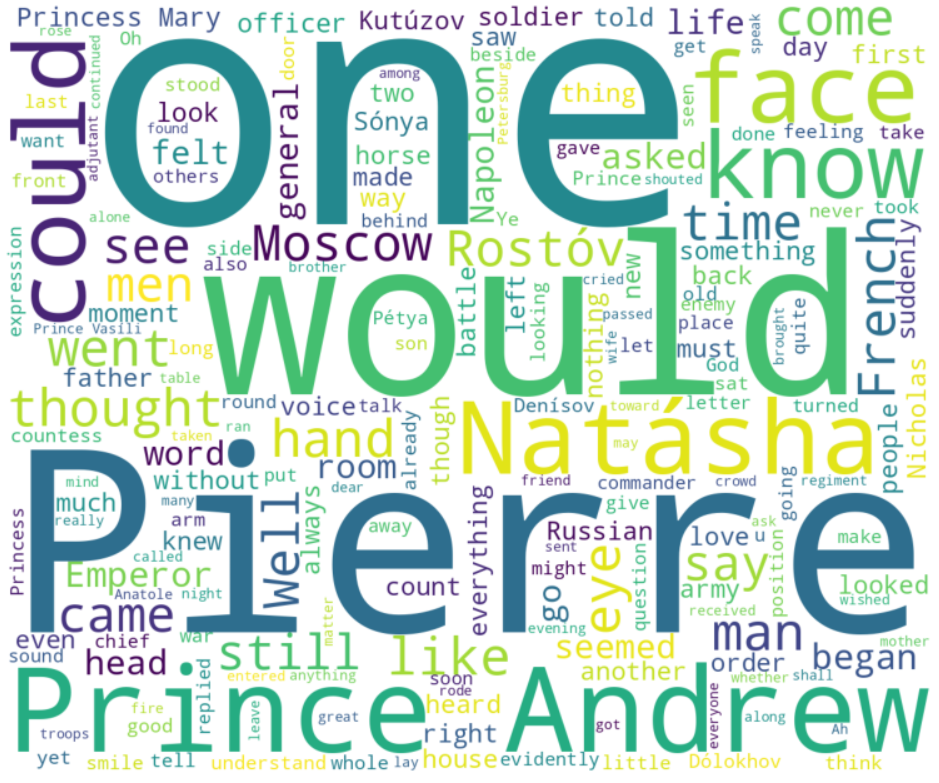 Princess Mary
officer
Kutúzov
soldier
told
life
come
rose
Oh
saw
get
speak
day
first
could
continued
one
beside
face
stood
door
among
thing
last
look
two
Petersburg
seen
know
found
Sónya
done
feeling
take
want
felt
general
Napoleon
gave
asked
adjutant
horse
made
Prince
shouted
front
others
way
alone
behind
Ye
time
never
took
see
side
Moscow
Rostóv
something
French
suddenly
expression
also
brother
would
cried
new
back
men
battle
left
looking
nothing
old
enemy
moment
Prince Vasíli
Pétya
passed
place
quite
brought
went
long
son
wife
let
must
father
table
God
sat
thought
round
voice
talk
Denísov
toward
letter
turned
people
Nicholas
countess
ran
taken
hand
though
Natásha
may
word
room
already
without
put
friend
commander
crowd
regiment
going
mind
many
dear
much
really
arm
Well
always
away
everything
give
Pierre
Russian
love
u
ask
Princess
knew
called
sent
eye
say
make
Emperor
Anatole
night
count
might
go
question
army
position
looked
came
matter
received
wished
evening
even
chief
war
still
like
seemed
man
mother
sound
head
another
order
began
entered
anything
soon
heard
whether
shall
Prince Andrew
replied
rode
fire
good
leave
great
right
got
everyone
along
Ah
troops
yet
smile
tell
understand
whole
lay
house
evidently
little
Dólokhov
think